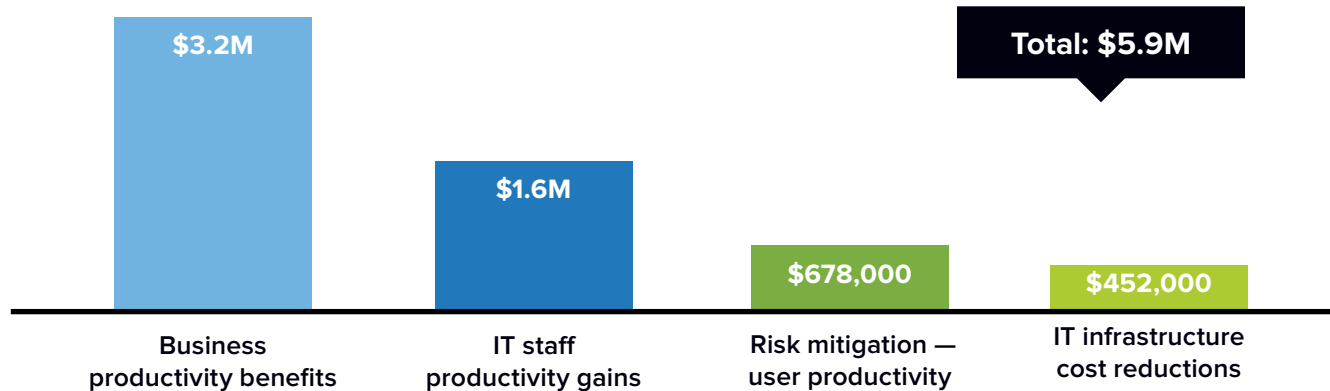 $3.2M
Total: $5.9M
$1.6M
$678,000
$452,000
Business
productivity benefits
IT staff
productivity gains
Risk mitigation —
user productivity
IT infrastructure
cost reductions